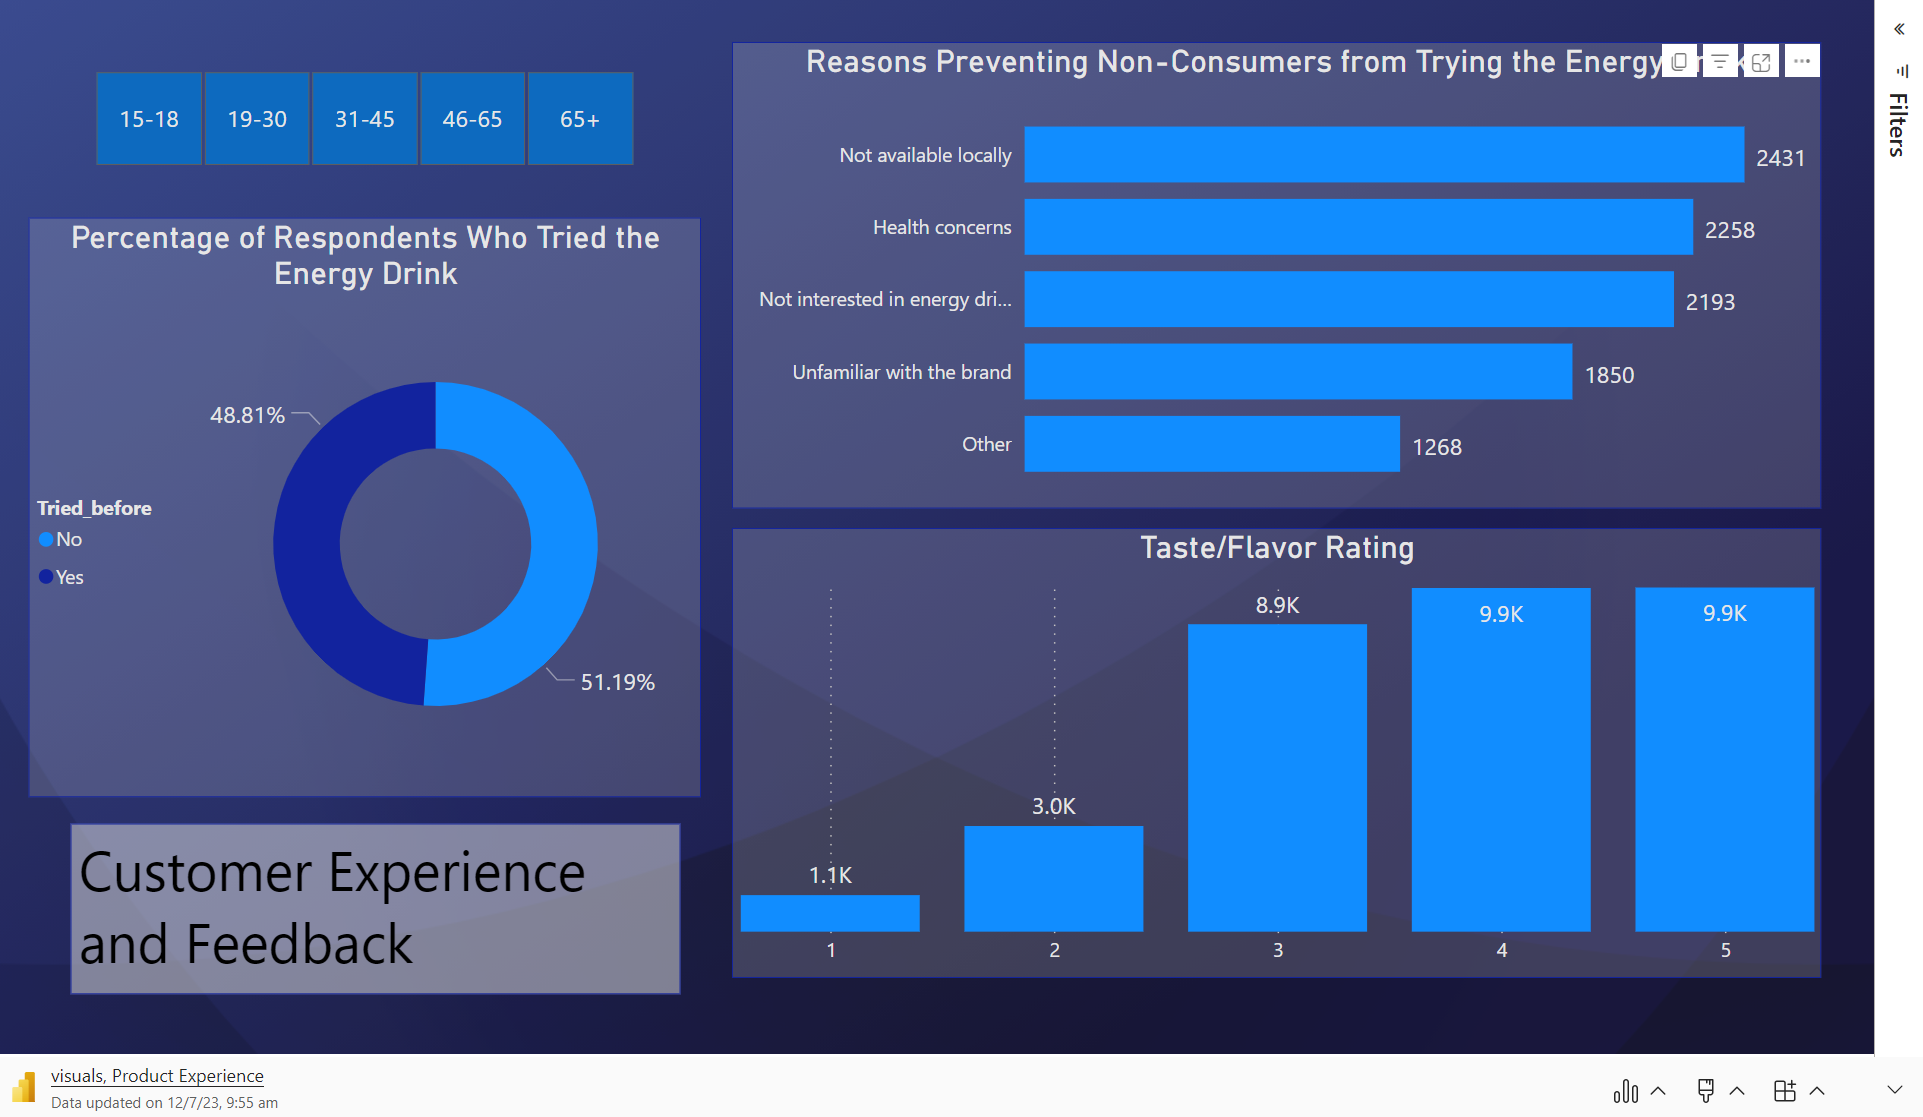 15-18
19-30
31-45
46-65
65+
Percentage of Respondents Who Tried the
Energy Drink
48.81%
51.19%
Tried_before
No
Yes
Customer Experience
and Feedback
Reasons Preventing Non-Consumers from Trying the Energy
Not available locally
2431
Health concerns
2258
Not interested in energy dri...
2193
Unfamiliar with the brand
1850
Other
1268
Taste/Flavor Rating
1.1K
3.0K
8.9K
9.9K
9.9K
1
2
3
4
5
Filters
visuals, Product Experience
Data updated on 12/7/23, 9:55 am